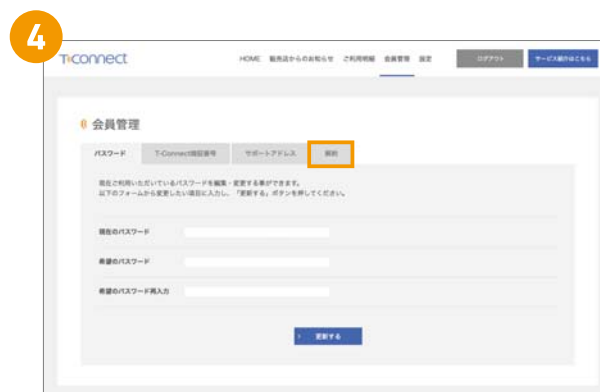 4
T-CONNECT
HOME 販売店からのお知らせ ご利用明細 会員管理 設定 ログアウト サービス紹介はこちら
会員管理
パスワード T-Connect暗証番号 サポートアドレス 解約
現在ご利用いただいているパスワードを編集・変更する事ができます。
以下のフォームから変更したい項目に入力し、「更新する」ボタンを押してください。
現在のパスワード
希望のパスワード
希望のパスワード再入力
更新する